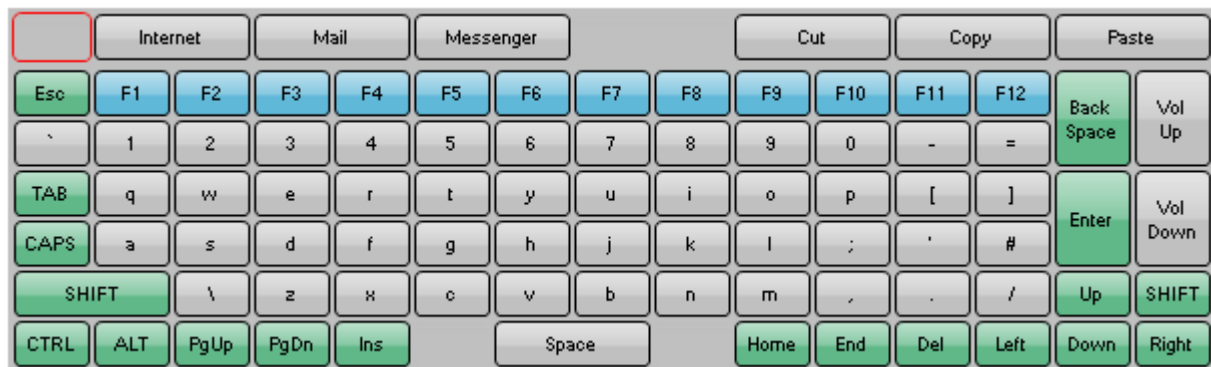 Internet Mail Messenger Cut Copy Paste
Esc F1 F2 F3 F4 F5 F6 F7 F8 F9 F10 F11 F12 Back Space Vol Up
` 1 2 3 4 5 6 7 8 9 0 - =
TAB q w e r t y u i o p [ ] Enter Vol Down
CAPS a s d f g h j k l ; ' #
SHIFT \ z x c v b n m , . / Up SHIFT
CTRL ALT PgUp PgDn Ins Space Home End Del Left Down Right